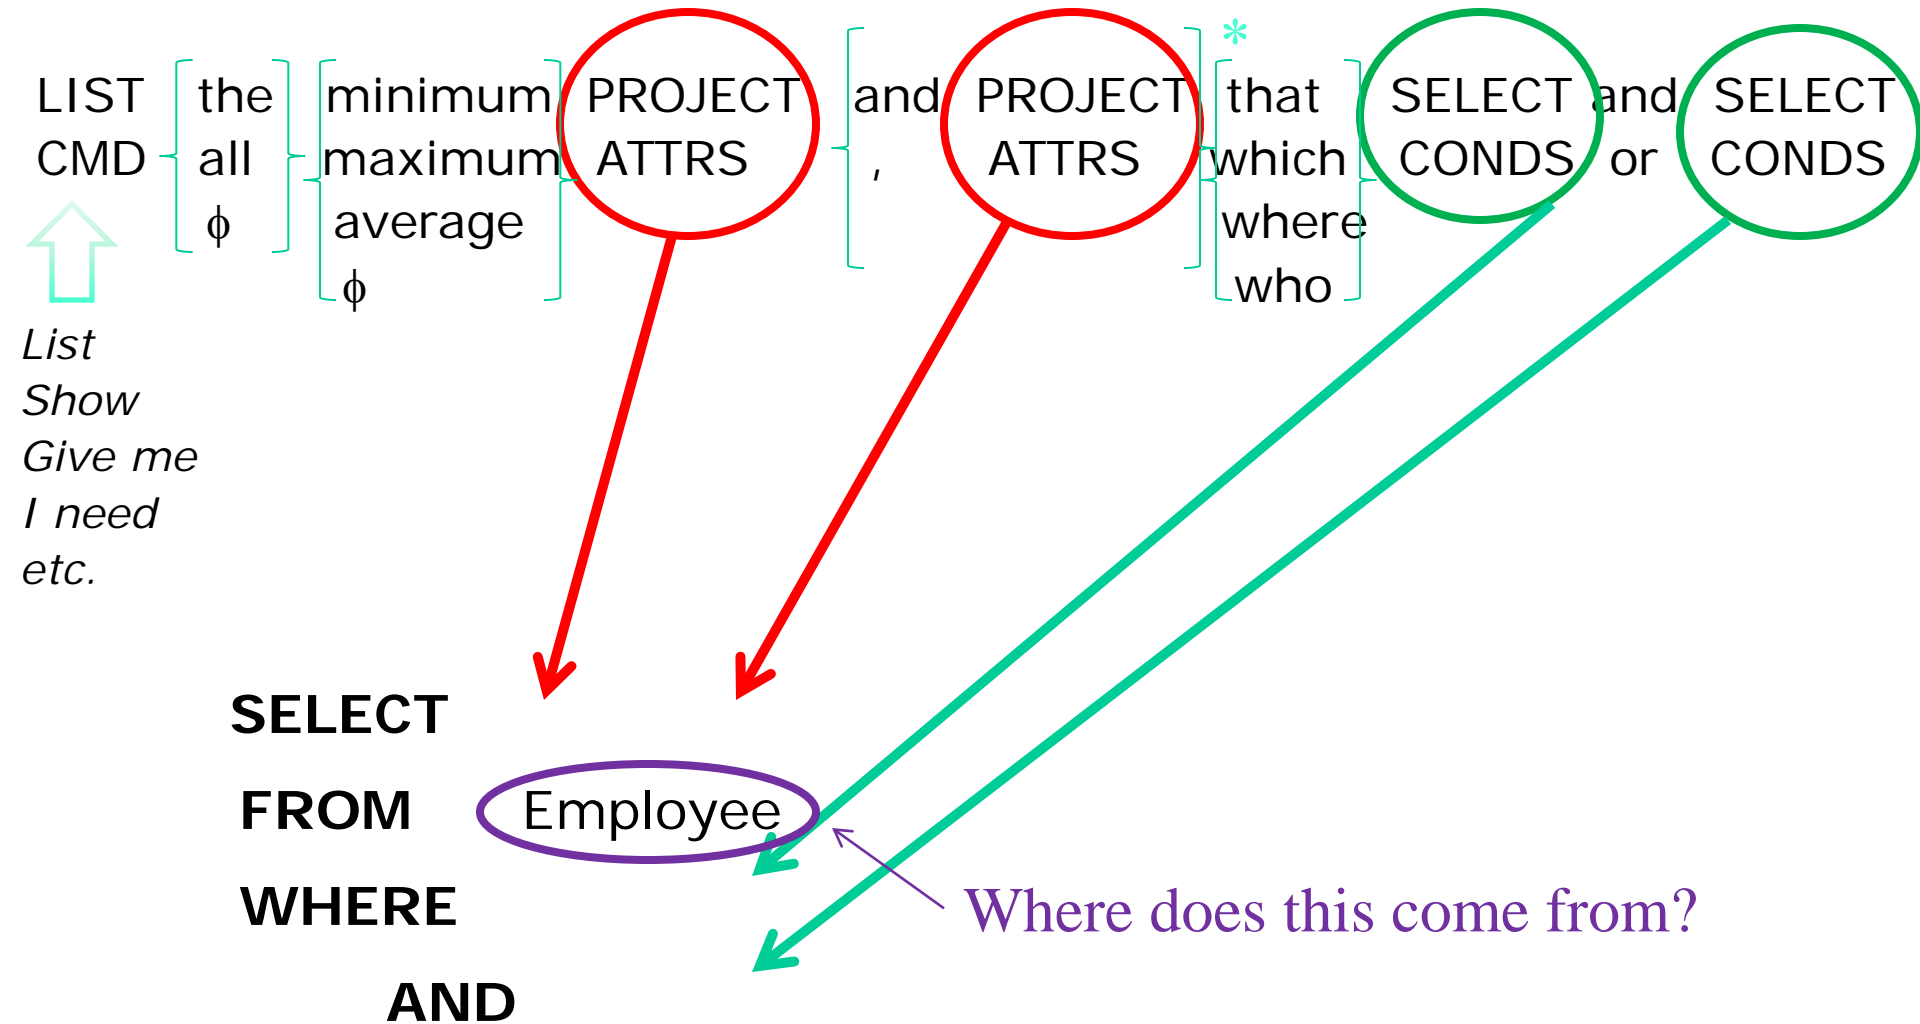 *
LIST the minimum PROJECT and PROJECT that SELECT and SELECT
CMD all maximum ATTRS , ATTRS which CONDS or CONDS
ϕ average where
ϕ who
List
Show
Give me
I need
etc.
SELECT
FROM Employee
WHERE
Where does this come from?
AND